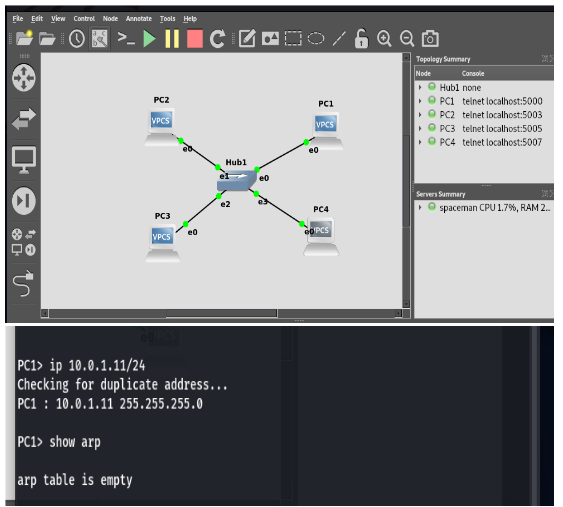 File Edit View Control Node Annotate Tools Help
Topology Summary
Node Console
Hub1 none
PC1 telnet localhost:5000
PC2 telnet localhost:5003
PC3 telnet localhost:5005
PC4 telnet localhost:5007
Servers Summary
spaceman CPU 1.7%, RAM 2...
PC2
VPCS
e0
PC1
VPCS
e0
Hub1
e1
e0
e2
e3
PC3
VPCS
e0
PC4
VPCS
e0
PC1> ip 10.0.1.11/24
Checking for duplicate address...
PC1 : 10.0.1.11 255.255.255.0
PC1> show arp
arp table is empty